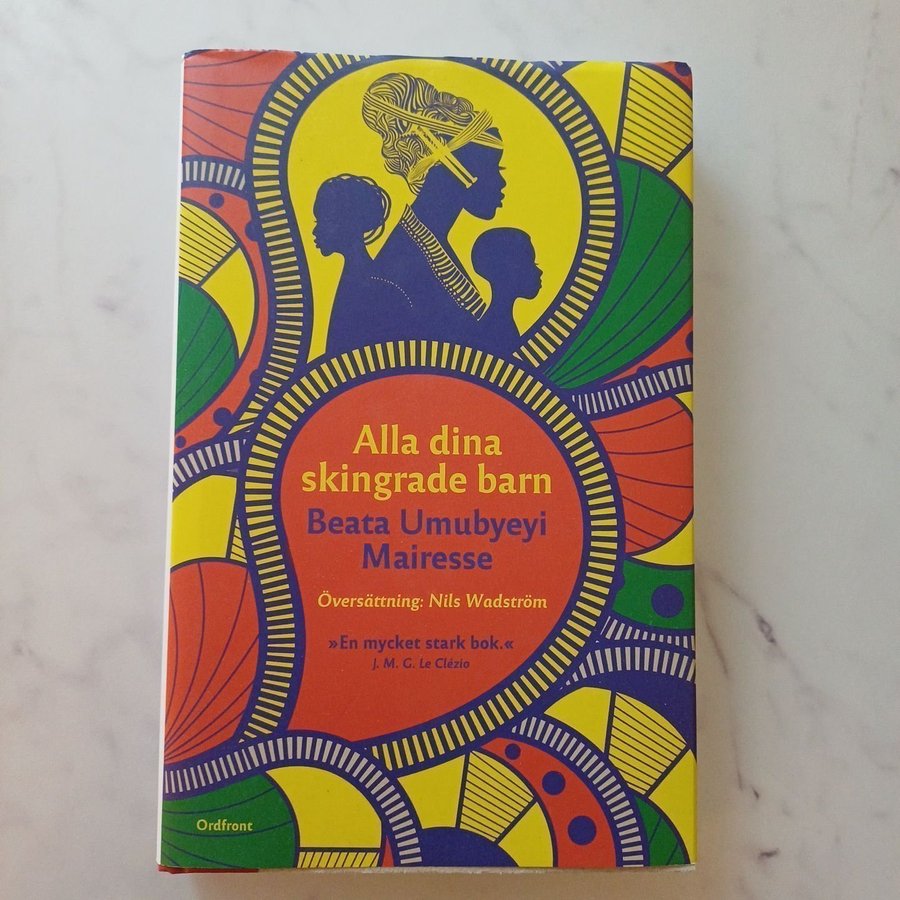 Alla dina
skingrade barn
Beata Umubyeyi
Mairesse
Översättning: Nils Wadström
»En mycket stark bok.«
J. M. G. Le Clézio
Ordfront